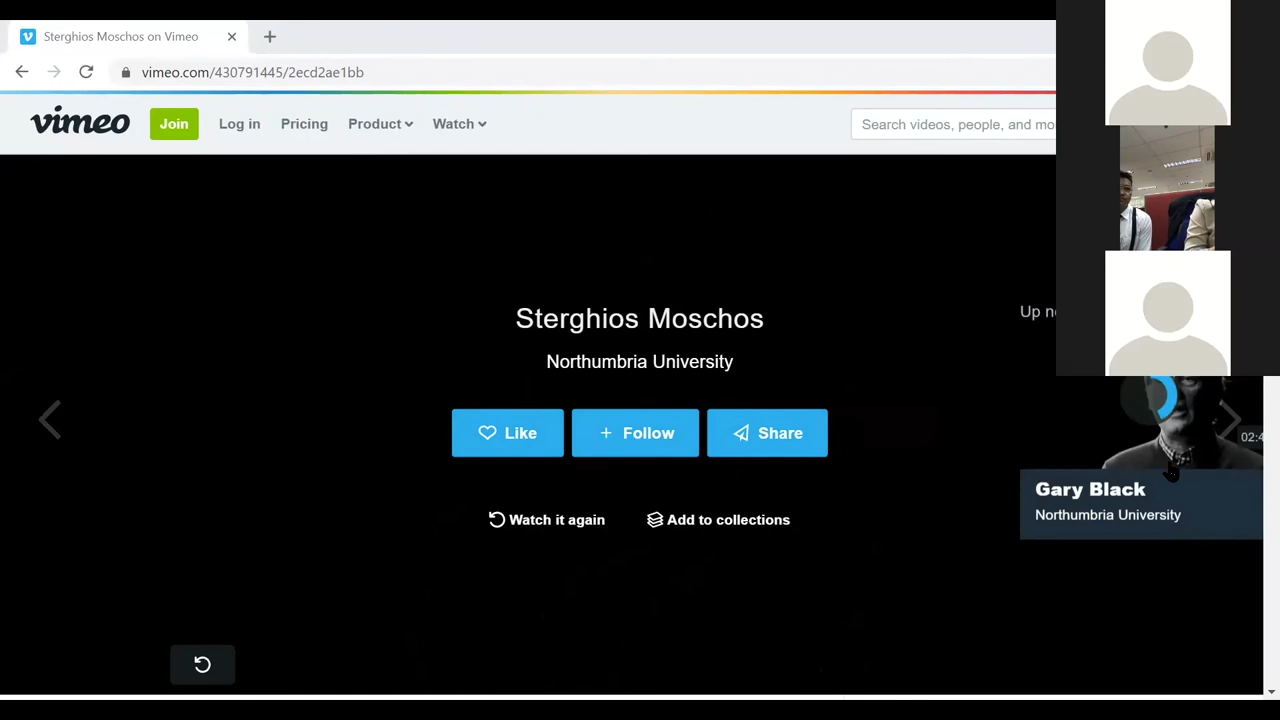 Sterghios Moschos on Vimeo
vimeo.com/430791445/2ecd2ae1bb
vimeo
Join
Log in
Pricing
Product
Watch
Search videos, people, and mo
Sterghios Moschos
Northumbria University
Up n
Like
Follow
Share
02:4
Gary Black
Northumbria University
Watch it again
Add to collections